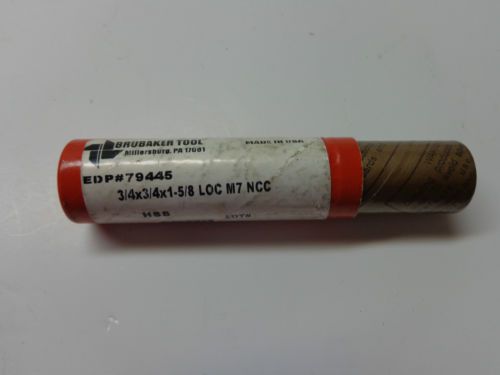 BRUBAKER TOOL
Millersburg, PA 17061
MADE IN USA
EDP#79445
3/4x3/4x1-5/8 LOC M7 NCC
HSS